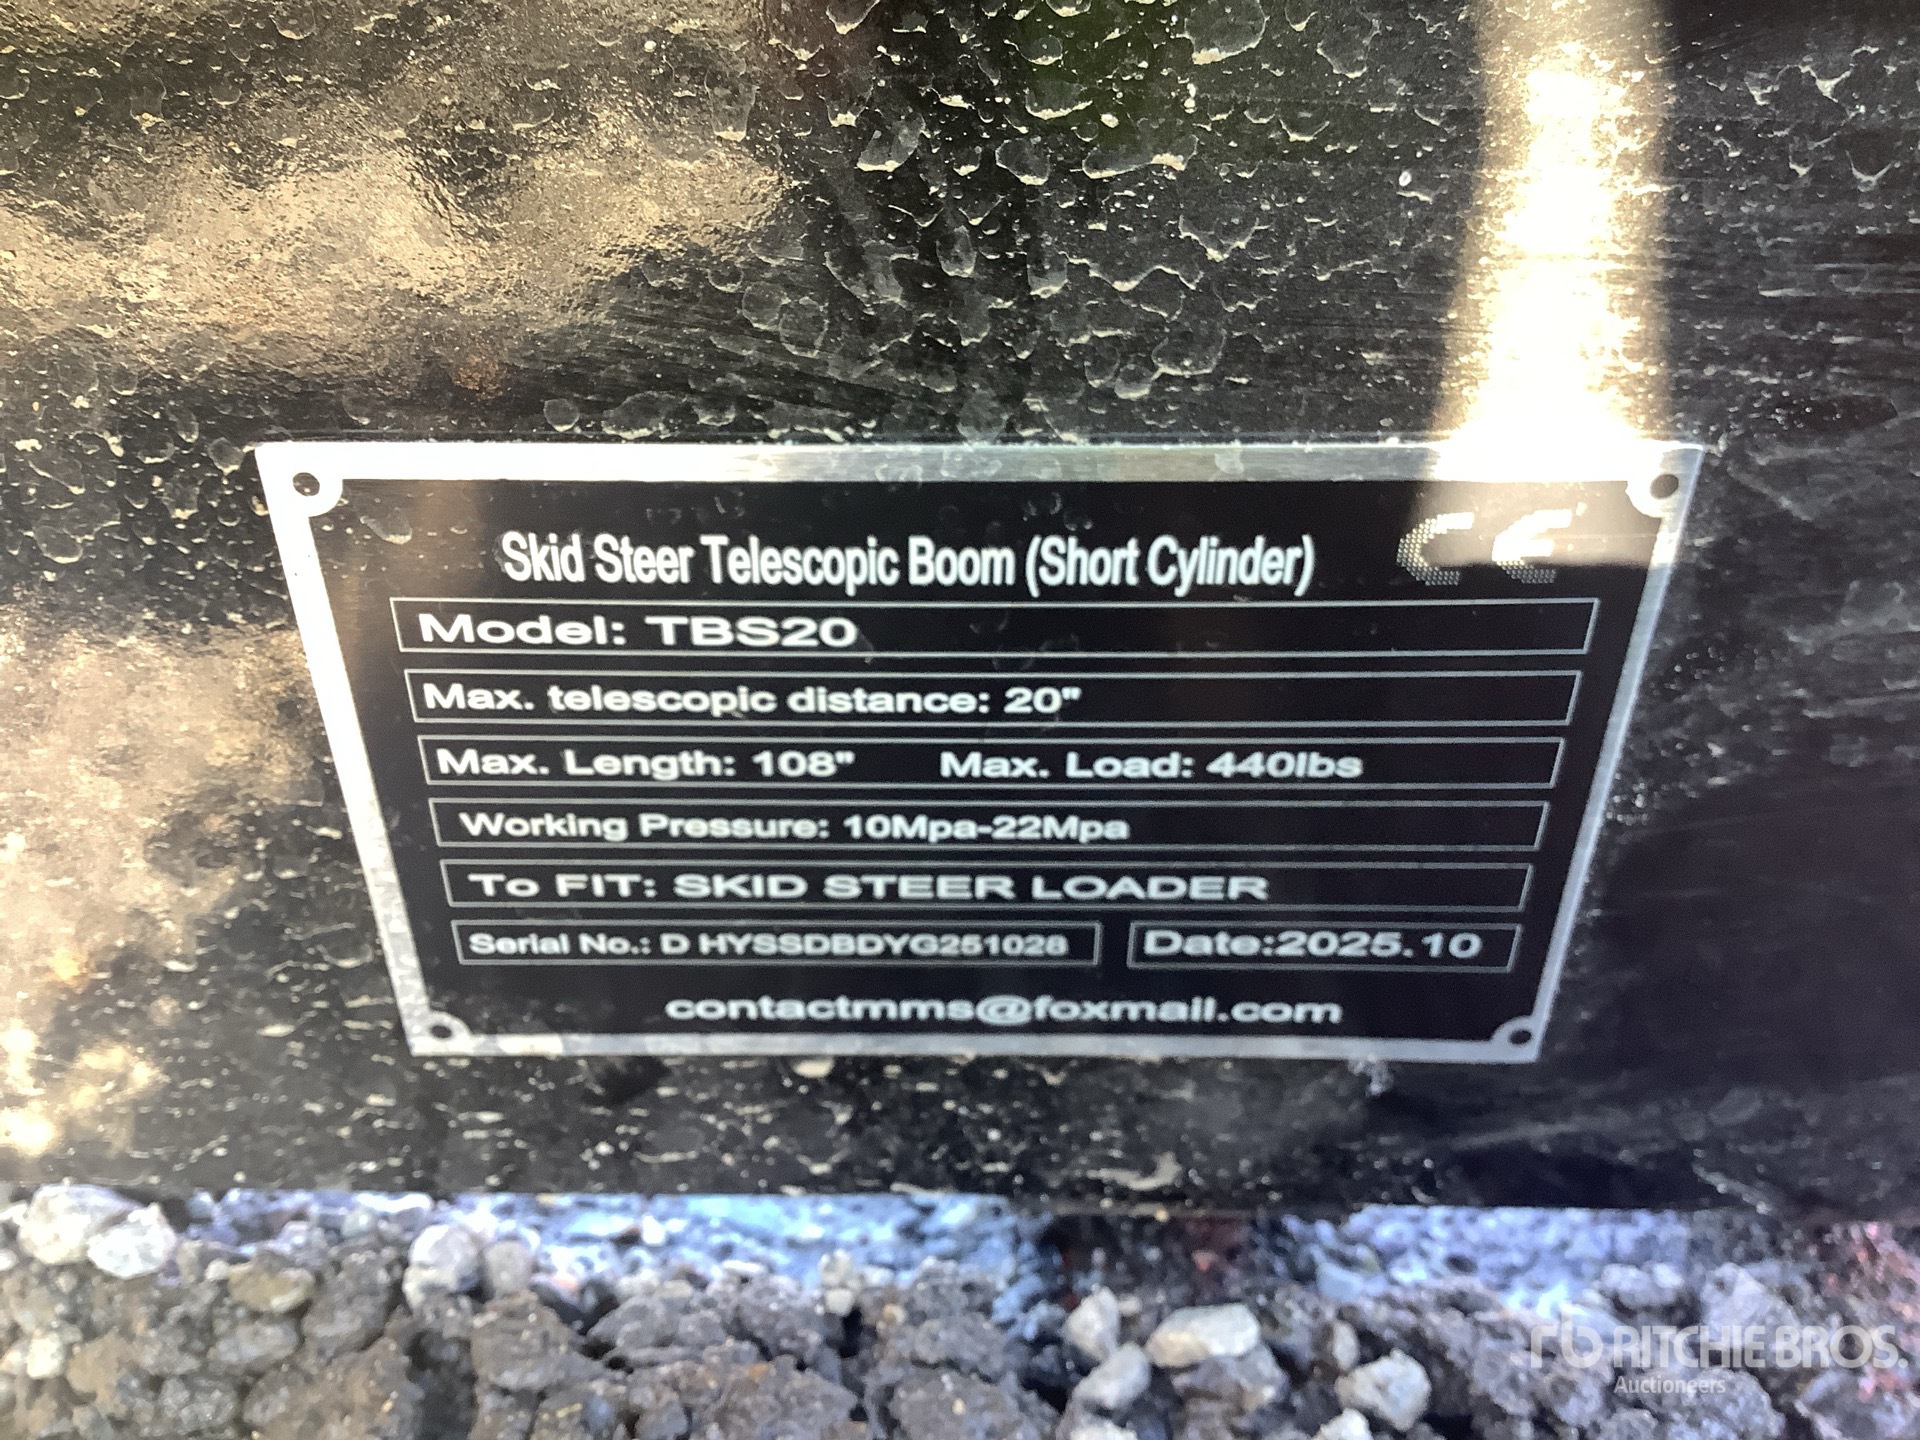 Skid Steer Telescopic Boom (Short Cylinder) CE
Model: TBS20
Max. telescopic distance: 20"
Max. Length: 108" Max. Load: 440lbs
Working Pressure: 10Mpa-22Mpa
To FIT: SKID STEER LOADER
Serial No.: D HYSSDBDYG251028 Date:2025.10
contactmms@foxmail.com
rb RITCHIE BROS.
Auctioneers